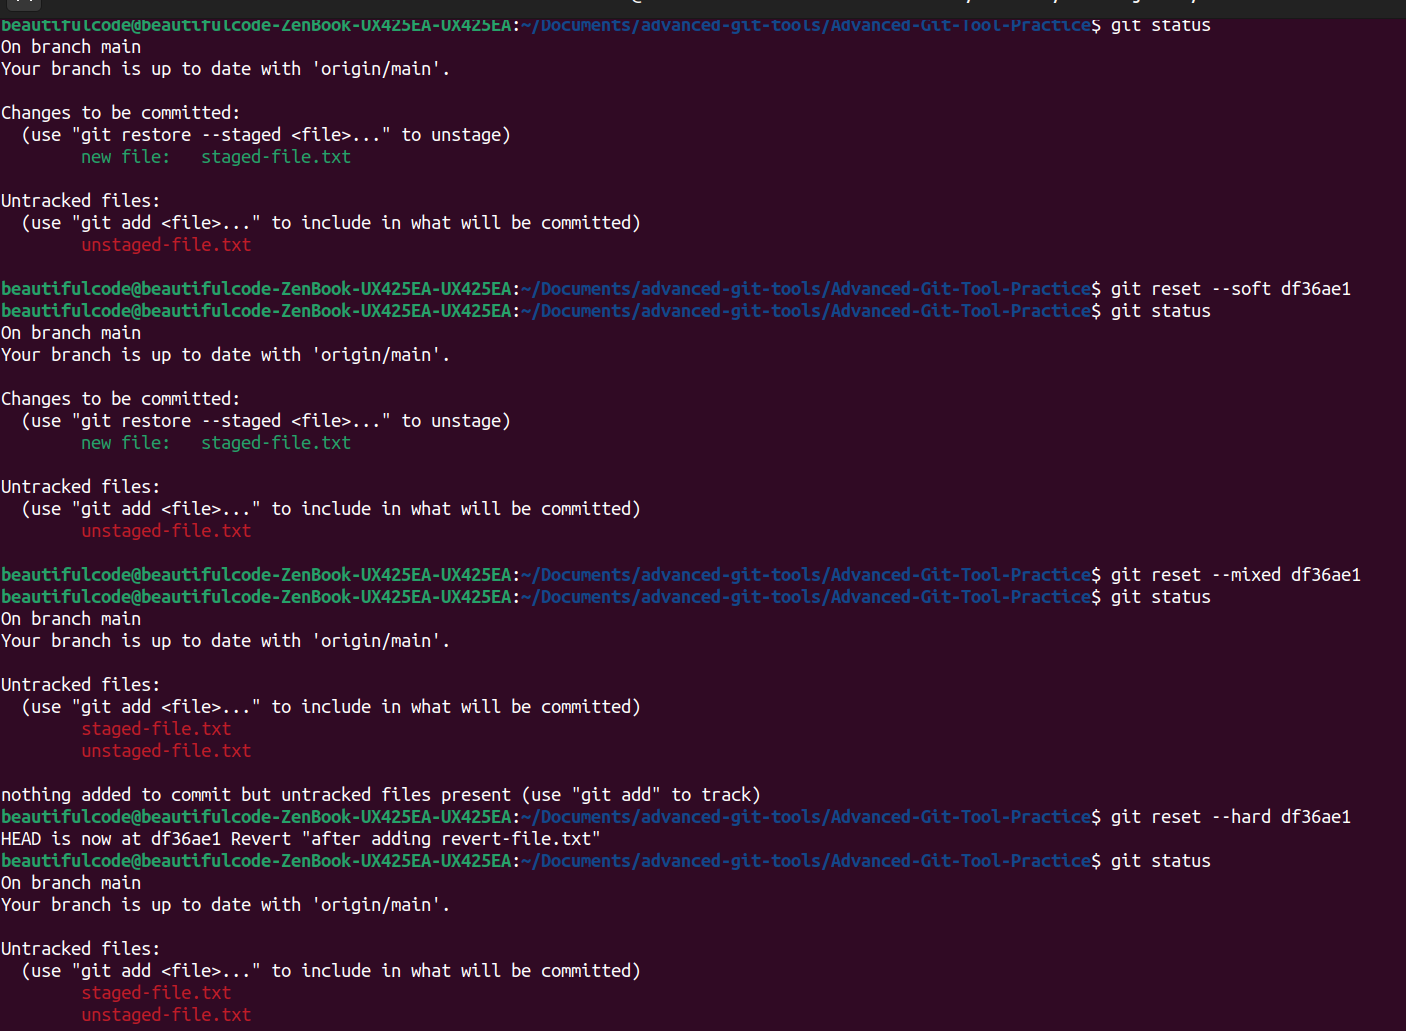 beautifulcode@beautifulcode-ZenBook-UX425EA-UX425EA:~/Documents/advanced-git-tools/Advanced-Git-Tool-Practice$ git status
On branch main
Your branch is up to date with 'origin/main'.
Changes to be committed:
  (use "git restore --staged <file>..." to unstage)
        new file:   staged-file.txt
Untracked files:
  (use "git add <file>..." to include in what will be committed)
        unstaged-file.txt
beautifulcode@beautifulcode-ZenBook-UX425EA-UX425EA:~/Documents/advanced-git-tools/Advanced-Git-Tool-Practice$ git reset --soft df36ae1
beautifulcode@beautifulcode-ZenBook-UX425EA-UX425EA:~/Documents/advanced-git-tools/Advanced-Git-Tool-Practice$ git status
On branch main
Your branch is up to date with 'origin/main'.
Changes to be committed:
  (use "git restore --staged <file>..." to unstage)
        new file:   staged-file.txt
Untracked files:
  (use "git add <file>..." to include in what will be committed)
        unstaged-file.txt
beautifulcode@beautifulcode-ZenBook-UX425EA-UX425EA:~/Documents/advanced-git-tools/Advanced-Git-Tool-Practice$ git reset --mixed df36ae1
beautifulcode@beautifulcode-ZenBook-UX425EA-UX425EA:~/Documents/advanced-git-tools/Advanced-Git-Tool-Practice$ git status
On branch main
Your branch is up to date with 'origin/main'.
Untracked files:
  (use "git add <file>..." to include in what will be committed)
        staged-file.txt
        unstaged-file.txt
nothing added to commit but untracked files present (use "git add" to track)
beautifulcode@beautifulcode-ZenBook-UX425EA-UX425EA:~/Documents/advanced-git-tools/Advanced-Git-Tool-Practice$ git reset --hard df36ae1
HEAD is now at df36ae1 Revert "after adding revert-file.txt"
beautifulcode@beautifulcode-ZenBook-UX425EA-UX425EA:~/Documents/advanced-git-tools/Advanced-Git-Tool-Practice$ git status
On branch main
Your branch is up to date with 'origin/main'.
Untracked files:
  (use "git add <file>..." to include in what will be committed)
        staged-file.txt
        unstaged-file.txt